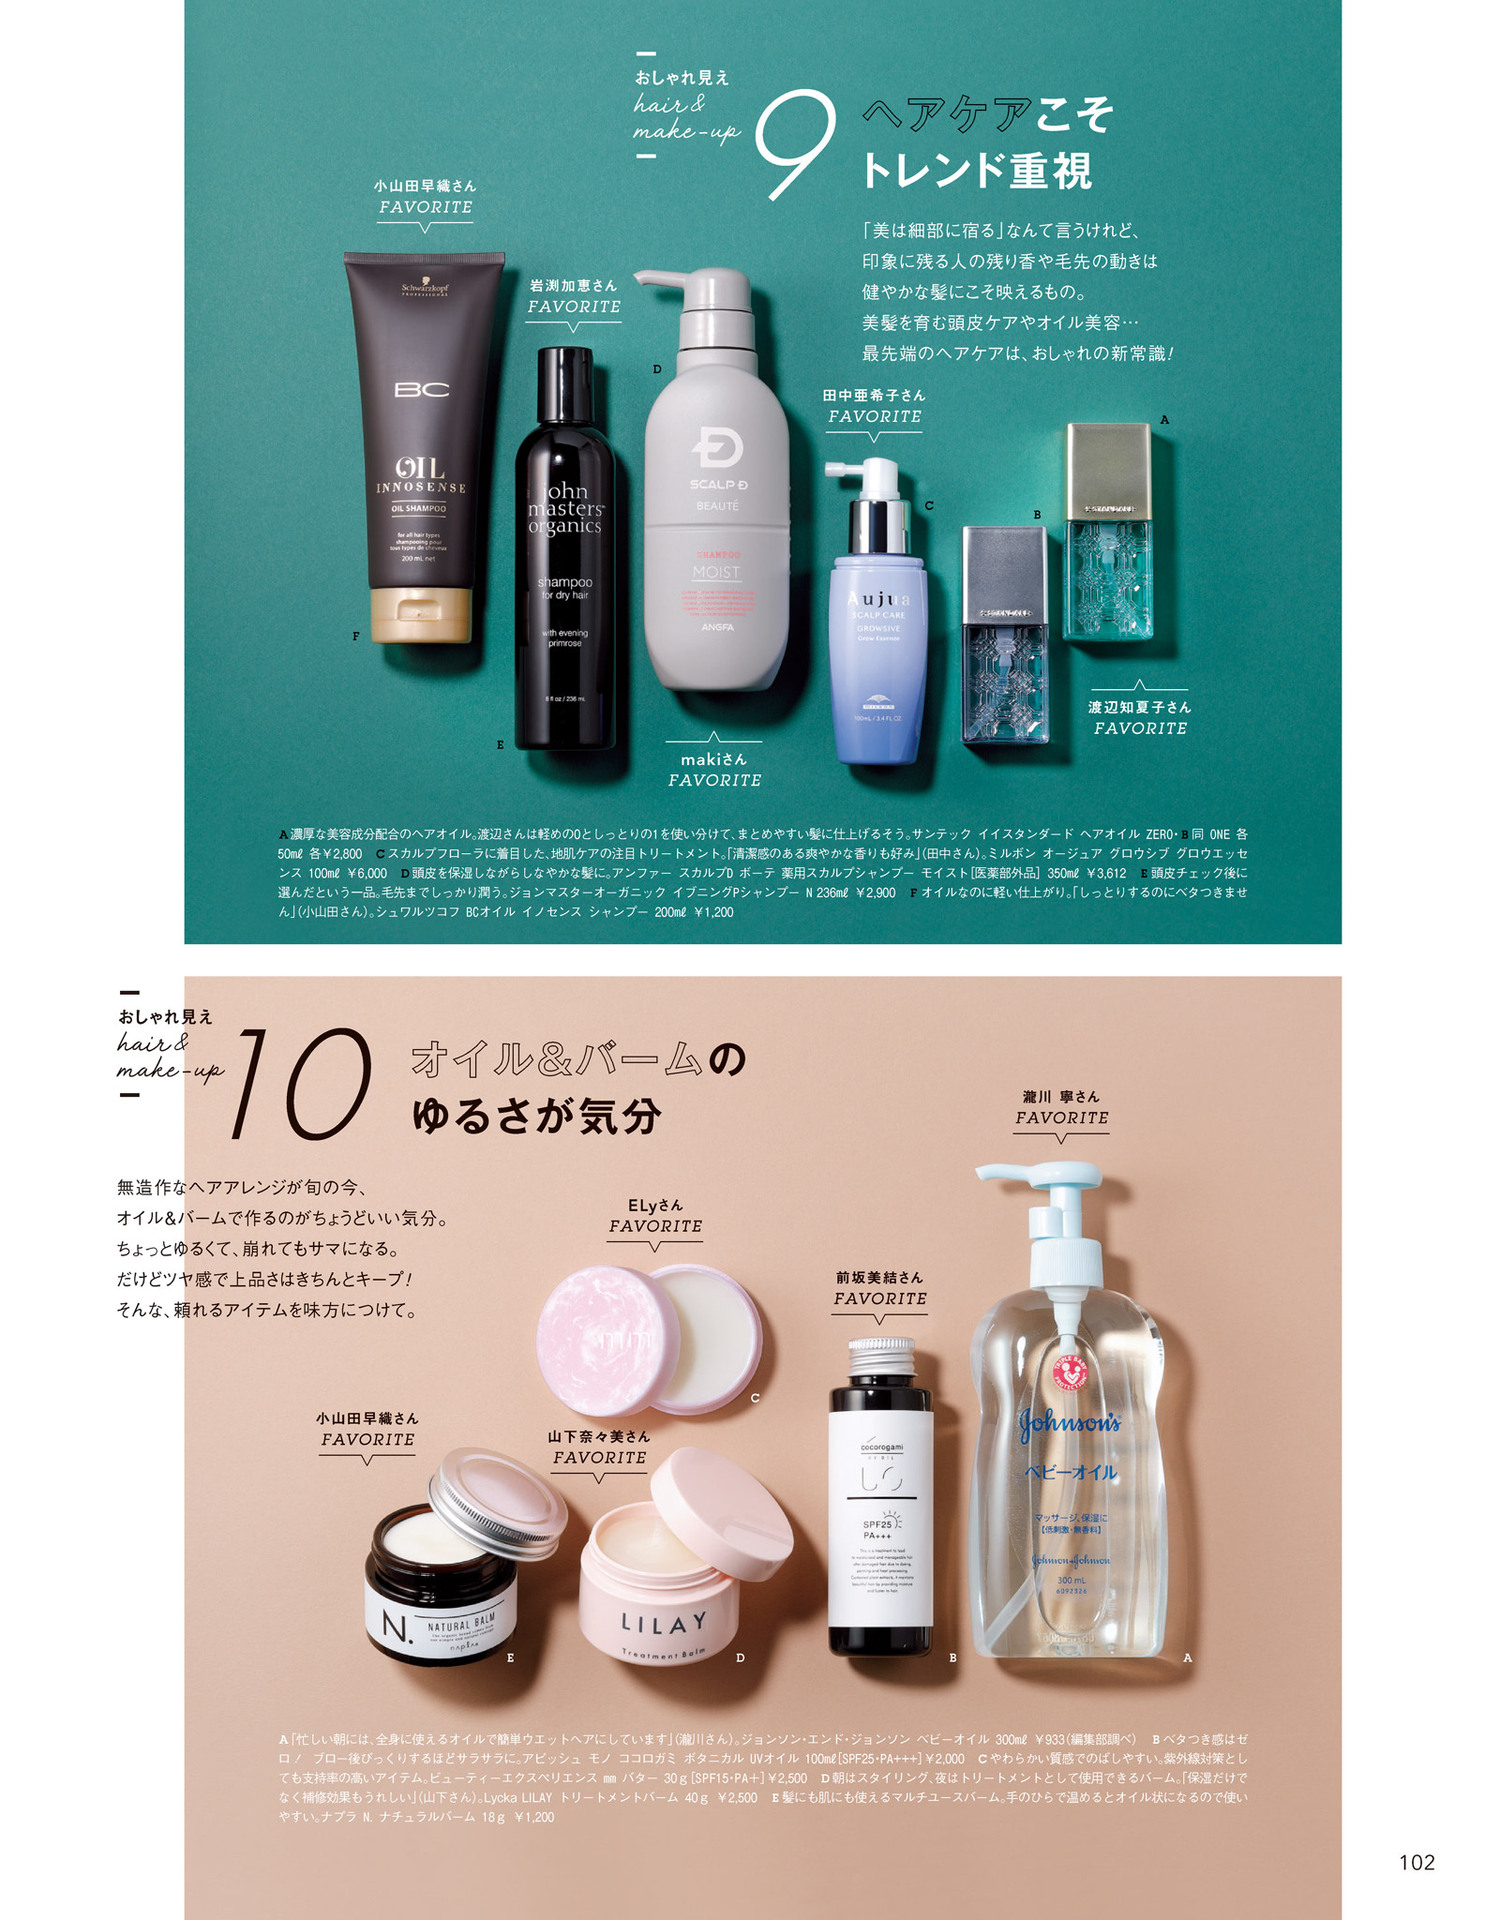 おしゃれ見え
hair &
make-up
9
ヘアケアこそ
トレンド重視
「美は細部に宿る」なんて言うけれど、
印象に残る人の残り香や毛先の動きは
健やかな髪にこそ映えるもの。
美髪を育む頭皮ケアやオイル美容…
最先端のヘアケアは、おしゃれの新常識!
小山田早織さん
FAVORITE
Schwarzkopf
PROFESSIONAL
BC
OIL
INNOSENSE
OIL SHAMPOO
for all hair types
shampooing pour
tous types de cheveux
200 mL net
F
岩渕加恵さん
FAVORITE
john
masters
organics
shampoo
for dry hair
with evening
primrose
8 fl oz / 236 mL
E
D
SCALP D
BEAUTÉ
SHAMPOO
MOIST
ANGFA
makiさん
FAVORITE
田中亜希子さん
FAVORITE
C
Aujua
SCALP CARE
GROWSIVE
Grow Essence
100mL / 3.4 FL.OZ.
B
A
渡辺知夏子さん
FAVORITE
A 濃厚な美容成分配合のヘアオイル。渡辺さんは軽めの0としっとりの1を使い分けて、まとめやすい髪に仕上げるそう。サンテック イイスタンダード ヘアオイル ZERO・B 同 ONE 各
50㎖ 各￥2,800 C スカルプフローラに着目した、地肌ケアの注目トリートメント。「清潔感のある爽やかな香りも好み」(田中さん)。ミルボン オージュア グロウシブ グロウエッセ
ンス 100㎖ ￥6,000 D 頭皮を保湿しながらしなやかな髪に。アンファー スカルプD ボーテ 薬用スカルプシャンプー モイスト[医薬部外品] 350㎖ ￥3,612 E 頭皮チェック後に
選んだという一品。毛先までしっかり潤う。ジョンマスターオーガニック イブニングPシャンプー N 236㎖ ￥2,900 F オイルなのに軽い仕上がり。「しっとりするのにベタつきませ
ん」(小山田さん)。シュワルツコフ BCオイル イノセンス シャンプー 200㎖ ￥1,200
おしゃれ見え
hair &
make-up
10
オイル&バームの
ゆるさが気分
無造作なヘアアレンジが旬の今、
オイル&バームで作るのがちょうどいい気分。
ちょっとゆるくて、崩れてもサマになる。
だけどツヤ感で上品さはきちんとキープ!
そんな、頼れるアイテムを味方につけて。
瀧川 寧さん
FAVORITE
ELyさん
FAVORITE
mm
C
前坂美結さん
FAVORITE
cocorogami
UV OIL
SPF25
PA+++
B
Johnson's
ベビーオイル
マッサージ、保湿に
【低刺激・無香料】
Johnson & Johnson
300 mL
6092326
A
小山田早織さん
FAVORITE
N.
NATURAL BALM
napla
E
山下奈々美さん
FAVORITE
LILAY
Treatment Balm
D
A 「忙しい朝には、全身に使えるオイルで簡単ウエットヘアにしています」(瀧川さん)。ジョンソン・エンド・ジョンソン ベビーオイル 300㎖ ￥933(編集部調べ) B ベタつき感はゼ
ロ! ブロー後びっくりするほどサラサラに。アビッシュ モノ ココロガミ ボタニカル UVオイル 100㎖[SPF25・PA+++]￥2,000 C やわらかい質感でのばしやすい。紫外線対策とし
ても支持率の高いアイテム。ビューティーエクスペリエンス mm バター 30g[SPF15・PA+]￥2,500 D 朝はスタイリング、夜はトリートメントとして使用できるバーム。「保湿だけで
なく補修効果もうれしい」(山下さん)。Lycka LILAY トリートメントバーム 40g ￥2,500 E 髪にも肌にも使えるマルチユースバーム。手のひらで温めるとオイル状になるので使い
やすい。ナプラ N. ナチュラルバーム 18g ￥1,200
102